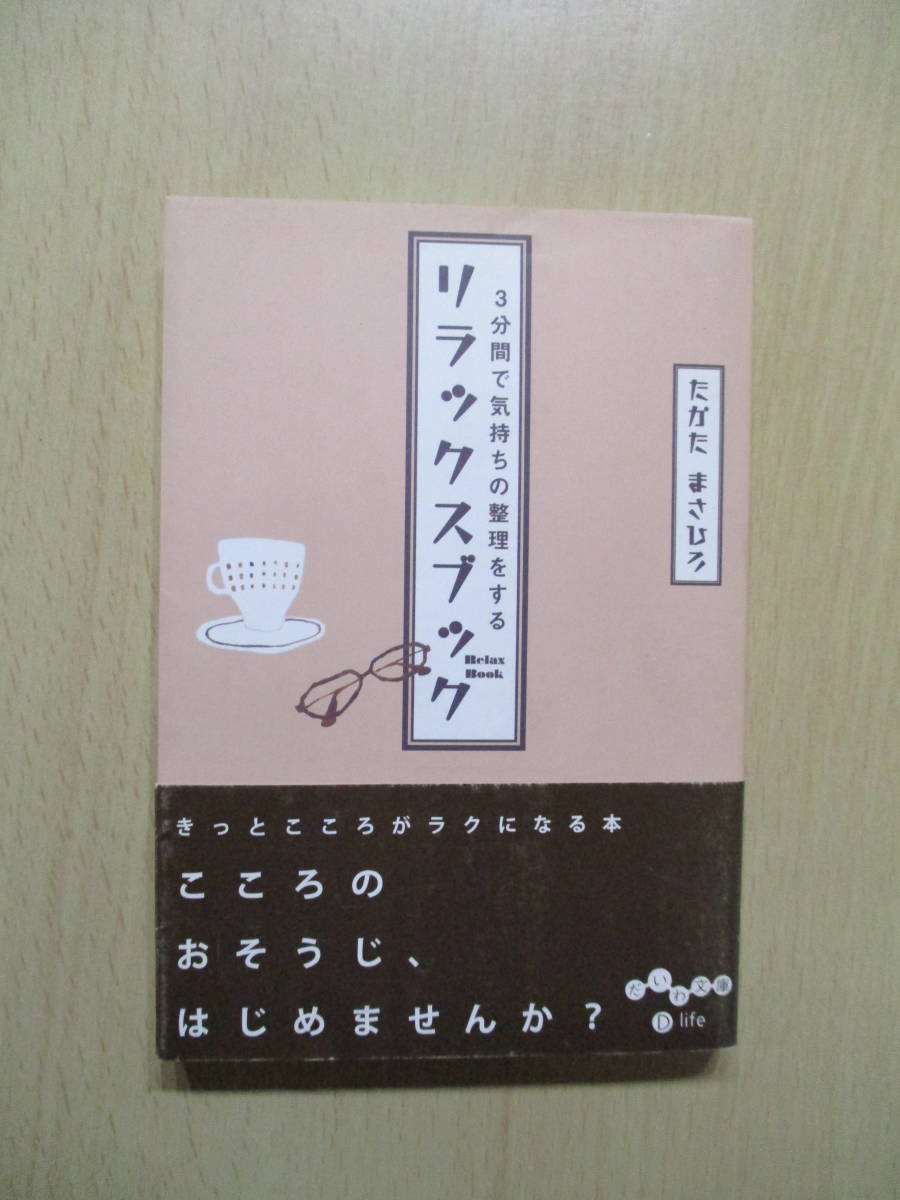 たかた まさひろ
3分間で気持ちの整理をする
リラックスブック
Relax
Book
きっとこころがラクになる本
こころの
おそうじ、
はじめませんか?
だいわ文庫
D life